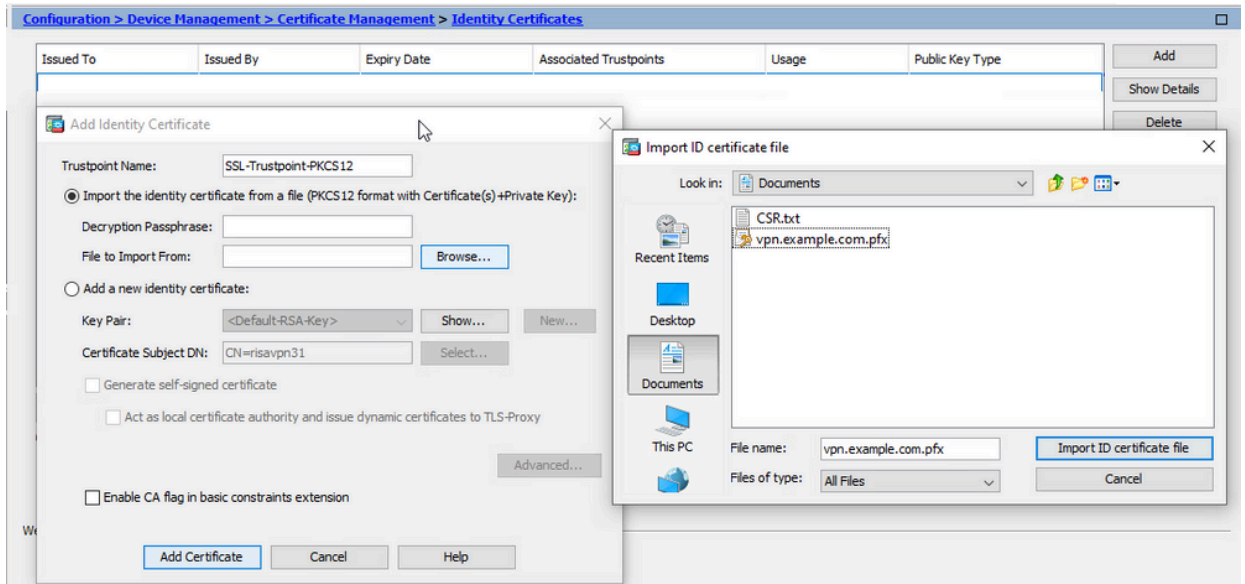 Configuration > Device Management > Certificate Management > Identity Certificates
Issued To Issued By Expiry Date Associated Trustpoints Usage Public Key Type
Add
Show Details
Delete
Add Identity Certificate
Trustpoint Name: SSL-Trustpoint-PKCS12
Import the identity certificate from a file (PKCS12 format with Certificate(s)+Private Key):
Decryption Passphrase:
File to Import From: Browse...
Add a new identity certificate:
Key Pair: <Default-RSA-Key> Show... New...
Certificate Subject DN: CN=risavpn31 Select...
Generate self-signed certificate
Act as local certificate authority and issue dynamic certificates to TLS-Proxy
Advanced...
Enable CA flag in basic constraints extension
Add Certificate Cancel Help
Import ID certificate file
Look in: Documents
Recent Items
Desktop
Documents
This PC
CSR.txt
vpn.example.com.pfx
File name: vpn.example.com.pfx Import ID certificate file
Files of type: All Files Cancel